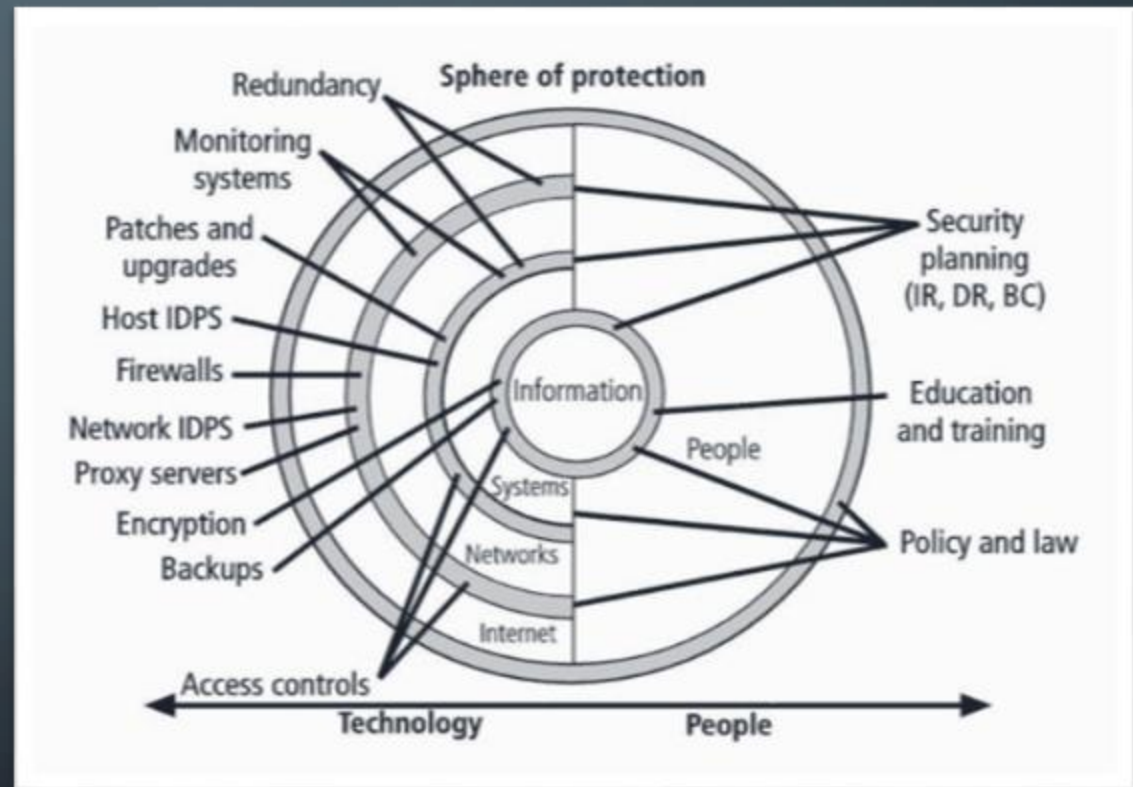 Sphere of protection
Redundancy
Monitoring
systems
Patches and
upgrades
Host IDPS
Firewalls
Network IDPS
Proxy servers
Encryption
Backups
Access controls
Information
Systems
Networks
Internet
People
Security
planning
(IR, DR, BC)
Education
and training
Policy and law
Technology
People